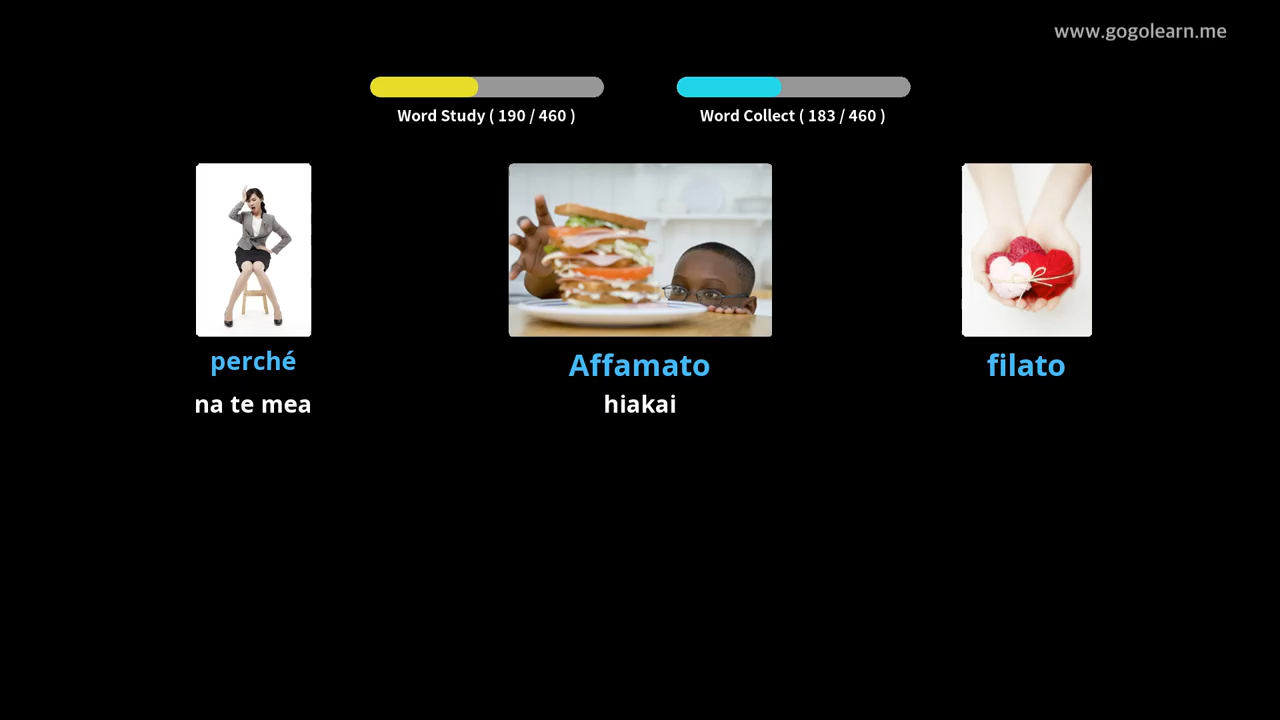 www.gogolearn.me
Word Study ( 190 / 460 )
Word Collect ( 183 / 460 )
perché
na te mea
Affamato
hiakai
filato